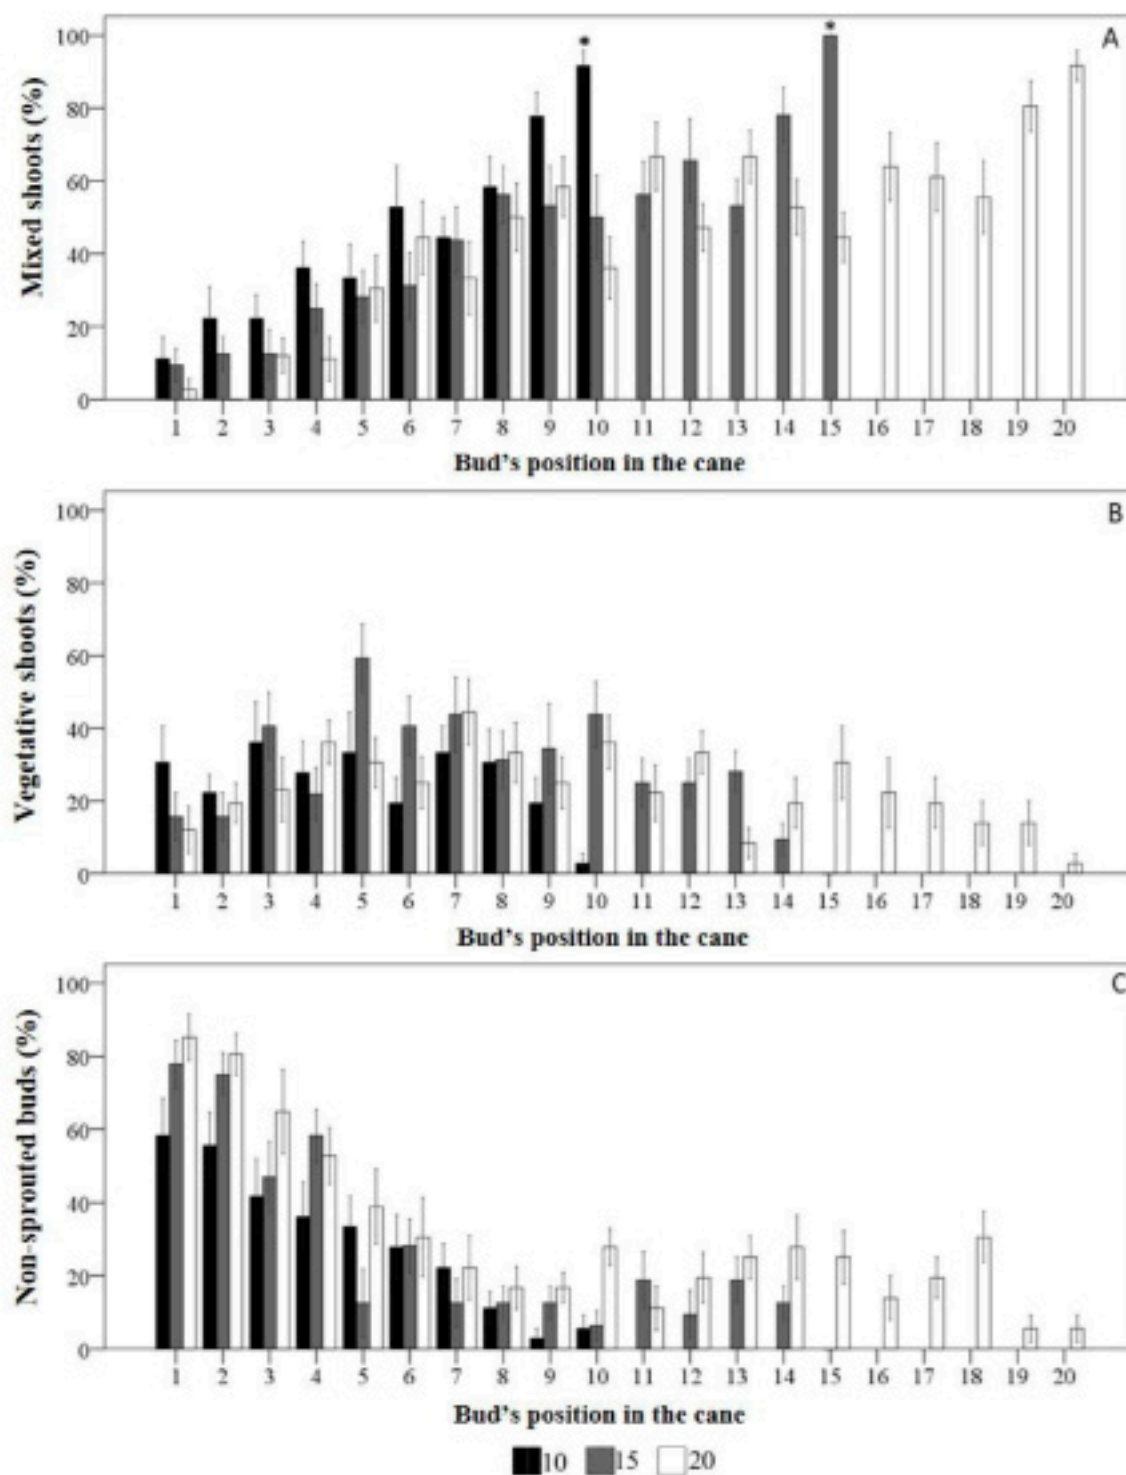 A
*
*
Mixed shoots (%)
100
80
60
40
20
0
1 2 3 4 5 6 7 8 9 10 11 12 13 14 15 16 17 18 19 20
Bud's position in the cane
B
Vegetative shoots (%)
100
80
60
40
20
0
1 2 3 4 5 6 7 8 9 10 11 12 13 14 15 16 17 18 19 20
Bud's position in the cane
C
Non-sprouted buds (%)
100
80
60
40
20
0
1 2 3 4 5 6 7 8 9 10 11 12 13 14 15 16 17 18 19 20
Bud's position in the cane
10 15 20